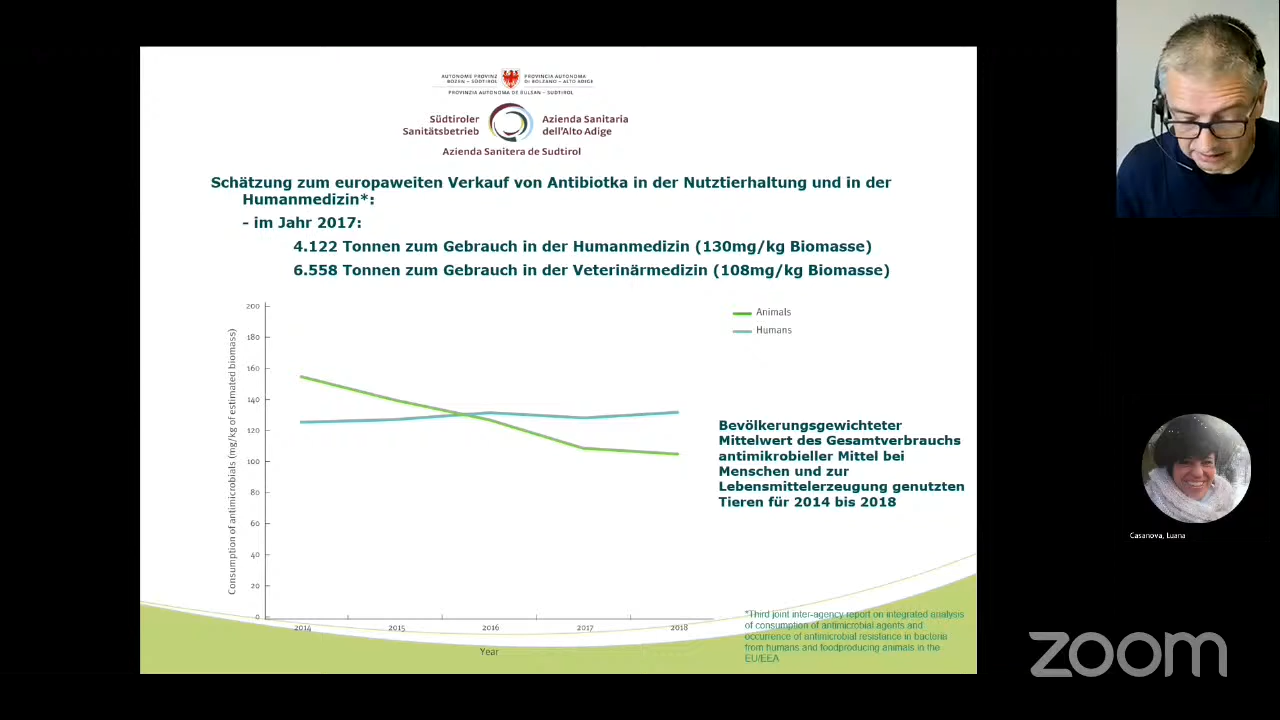 AUTONOME PROVINZ
BOZEN – SÜDTIROL
PROVINCIA AUTONOMA
DI BOLZANO – ALTO ADIGE
PROVINZIA AUTONOMA DE BULSAN – SUDTIROL
Südtiroler
Sanitätsbetrieb
Azienda Sanitaria
dell'Alto Adige
Azienda Sanitera de Sudtirol
Schätzung zum europaweiten Verkauf von Antibiotka in der Nutztierhaltung und in der
Humanmedizin*:
- im Jahr 2017:
4.122 Tonnen zum Gebrauch in der Humanmedizin (130mg/kg Biomasse)
6.558 Tonnen zum Gebrauch in der Veterinärmedizin (108mg/kg Biomasse)
Consumption of antimicrobials (mg/kg of estimated biomass)
200
180
160
140
120
100
80
60
40
20
0
2014
2015
2016
2017
2018
Year
Animals
Humans
Bevölkerungsgewichteter
Mittelwert des Gesamtverbrauchs
antimikrobieller Mittel bei
Menschen und zur
Lebensmittelerzeugung genutzten
Tieren für 2014 bis 2018
*Third joint inter-agency report on integrated analysis
of consumption of antimicrobial agents and
occurrence of antimicrobial resistance in bacteria
from humans and foodproducing animals in the
EU/EEA
Casanova, Luana
zoom